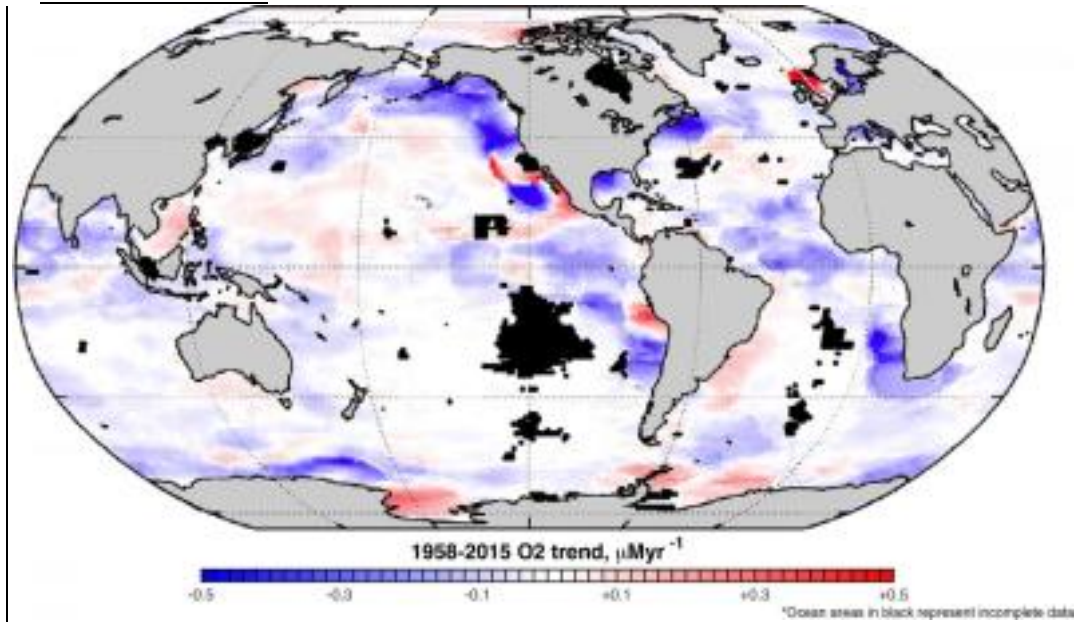 1958-2015 O2 trend, μMyr⁻¹
-0.5 -0.3 -0.1 +0.1 +0.3 +0.5
*Ocean areas in black represent incomplete data